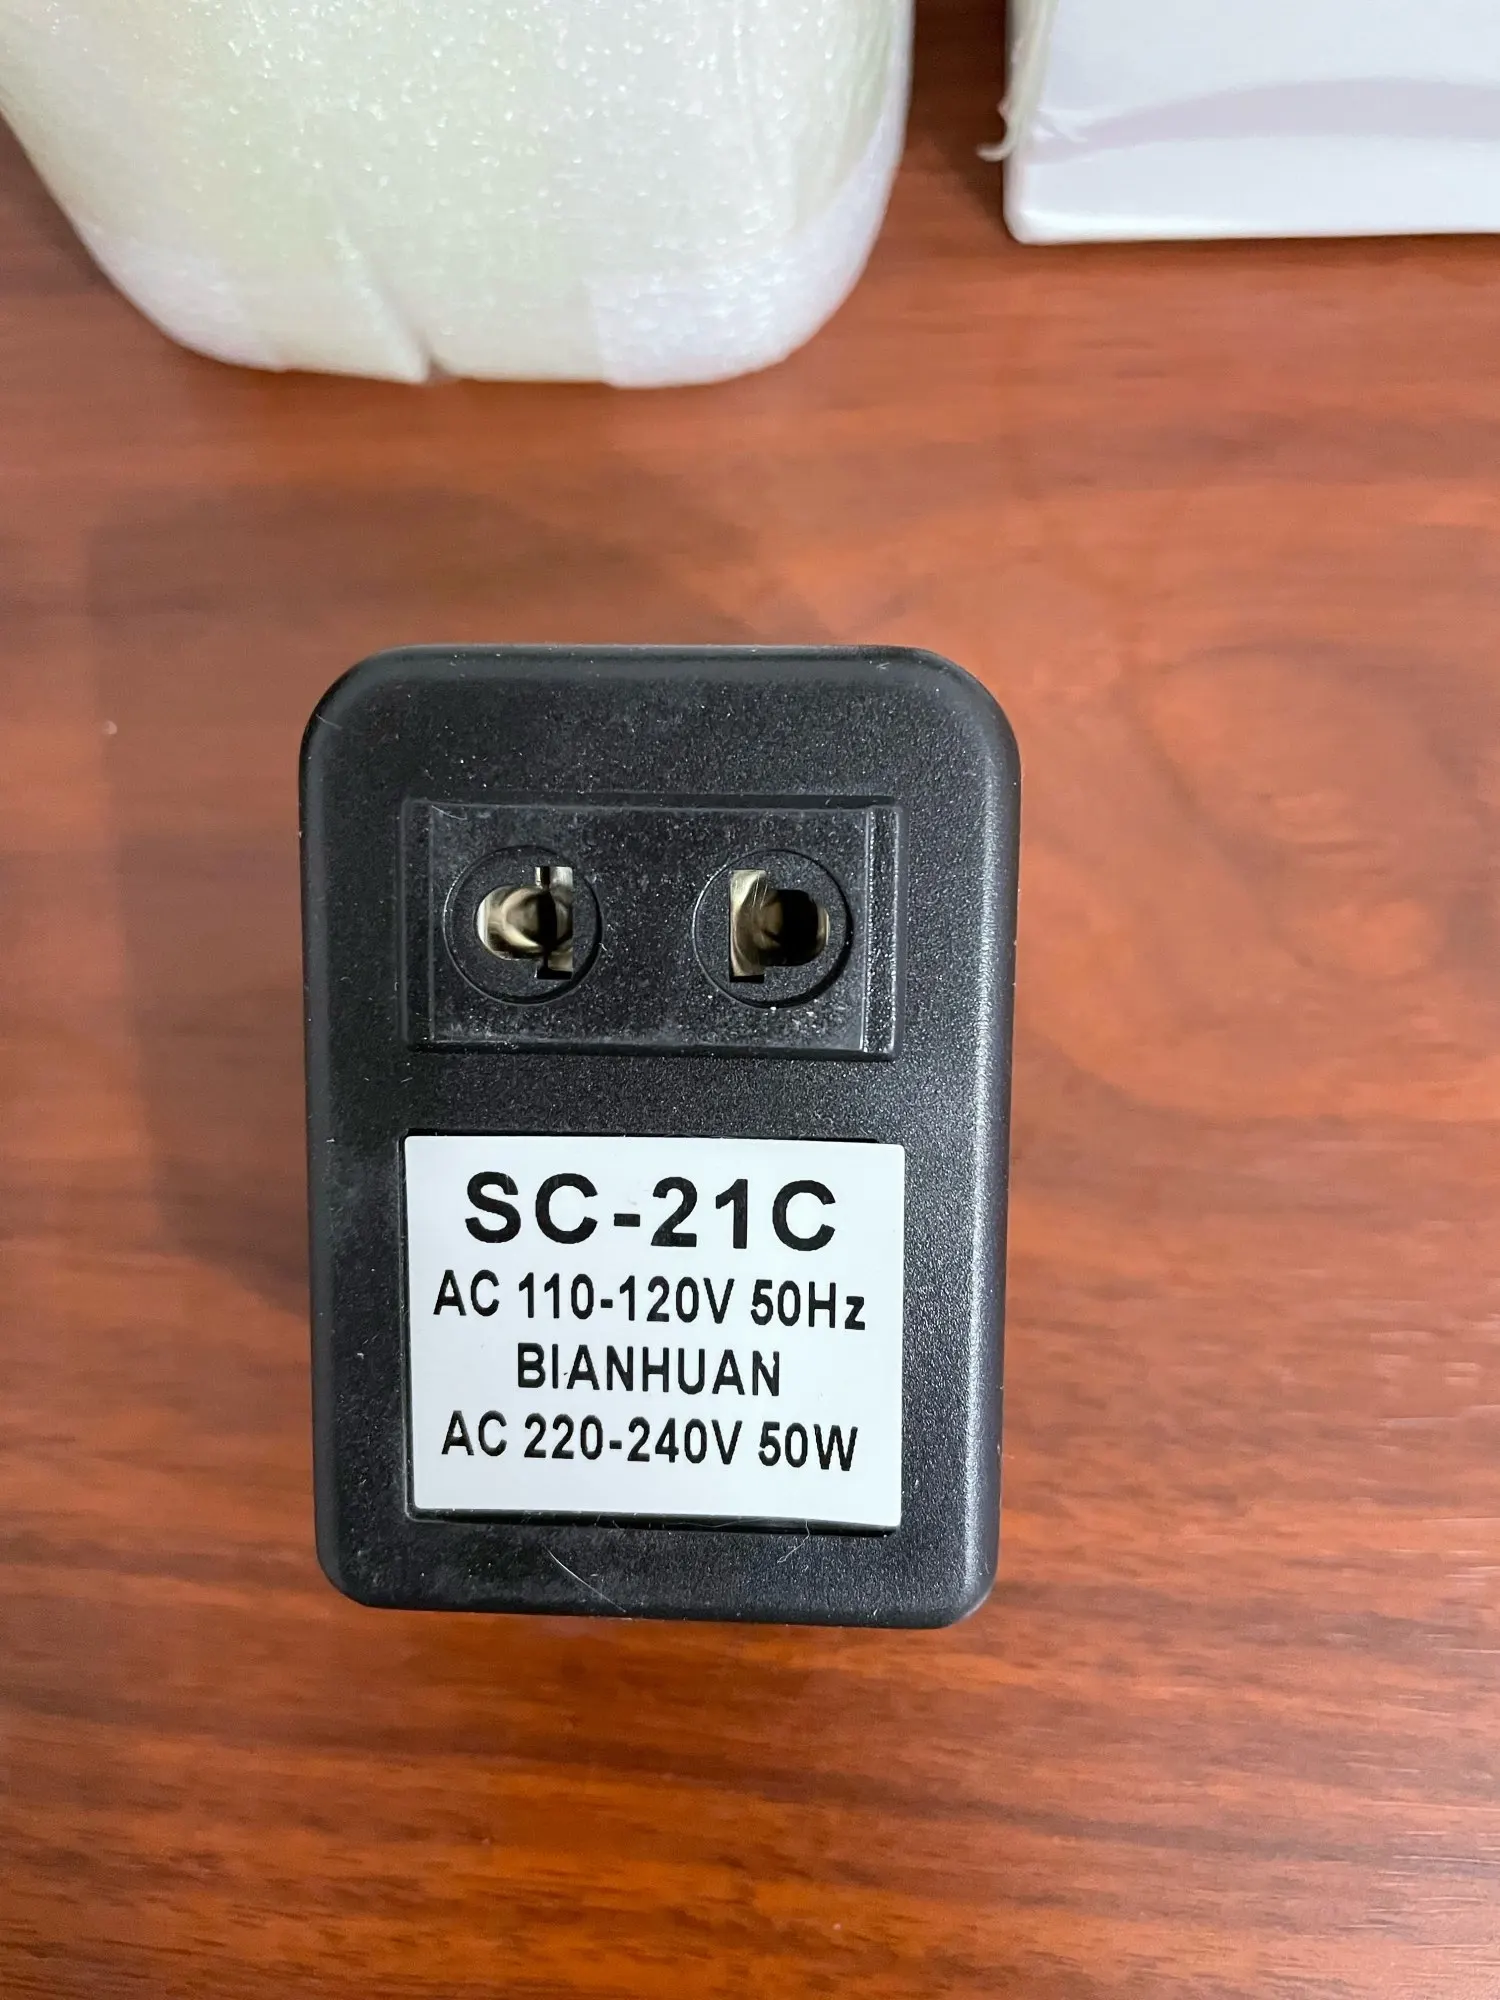 SC-21C
AC 110-120V 50Hz
BIANHUAN
AC 220-240V 50W